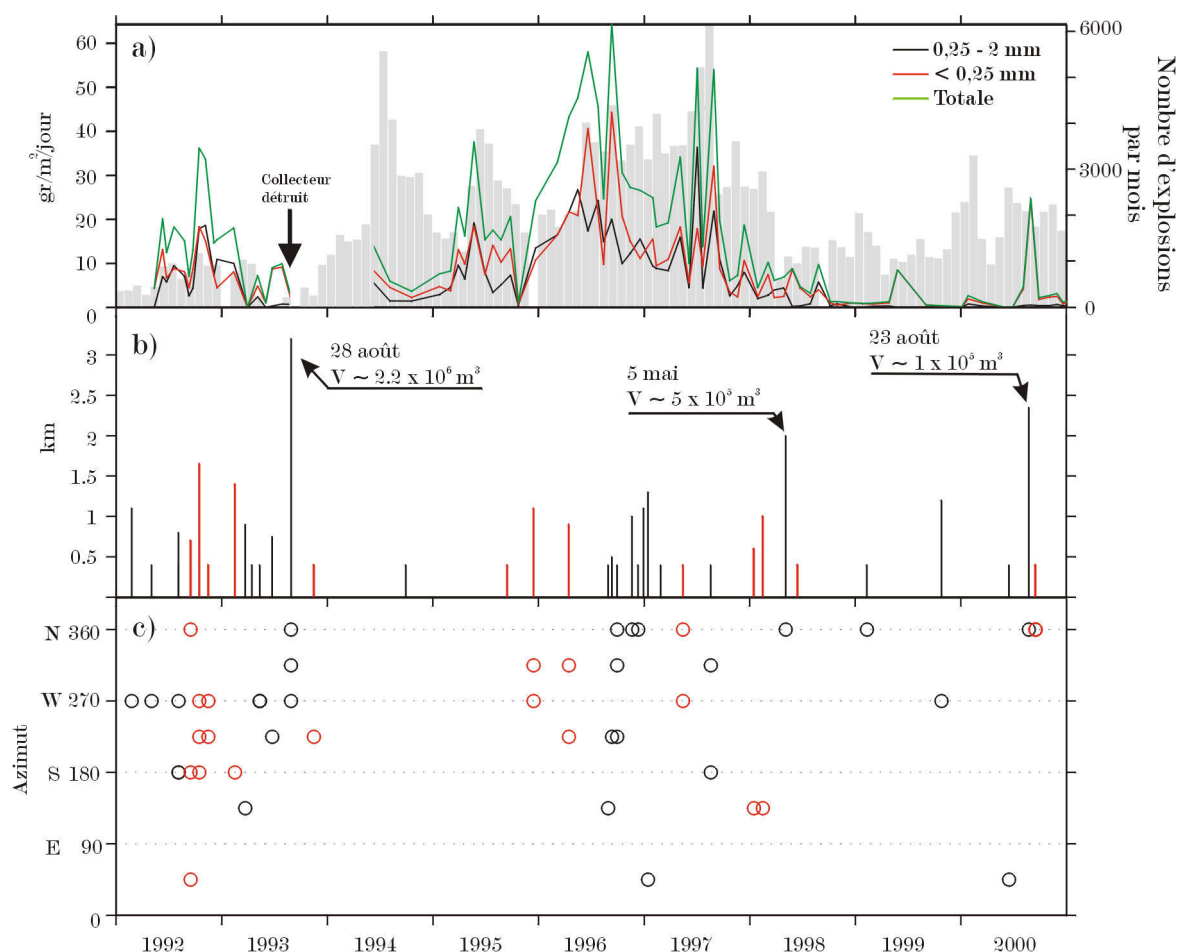 a)
60
50
40
30
20
10
0
gr/m²/jour
Collecteur
détruit
0,25 - 2 mm
< 0,25 mm
Totale
6000
3000
0
Nombre d'explosions
par mois
b)
3
2.5
2
1.5
1
0.5
km
28 août
V ~ 2.2 x 10⁶ m³
5 mai
V ~ 5 x 10⁵ m³
23 août
V ~ 1 x 10⁵ m³
c)
N 360
W 270
S 180
E 90
0
Azimut
1992 1993 1994 1995 1996 1997 1998 1999 2000